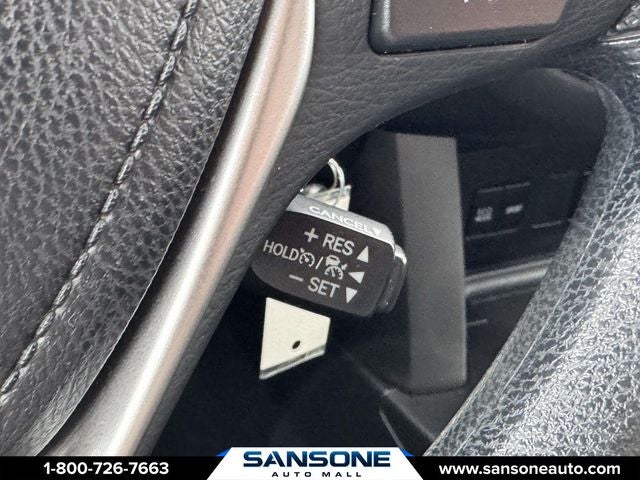 CANCEL
+ RES ▲
HOLD / ◀
− SET ▼
1-800-726-7663
SANSONE
AUTO MALL
www.sansoneauto.com